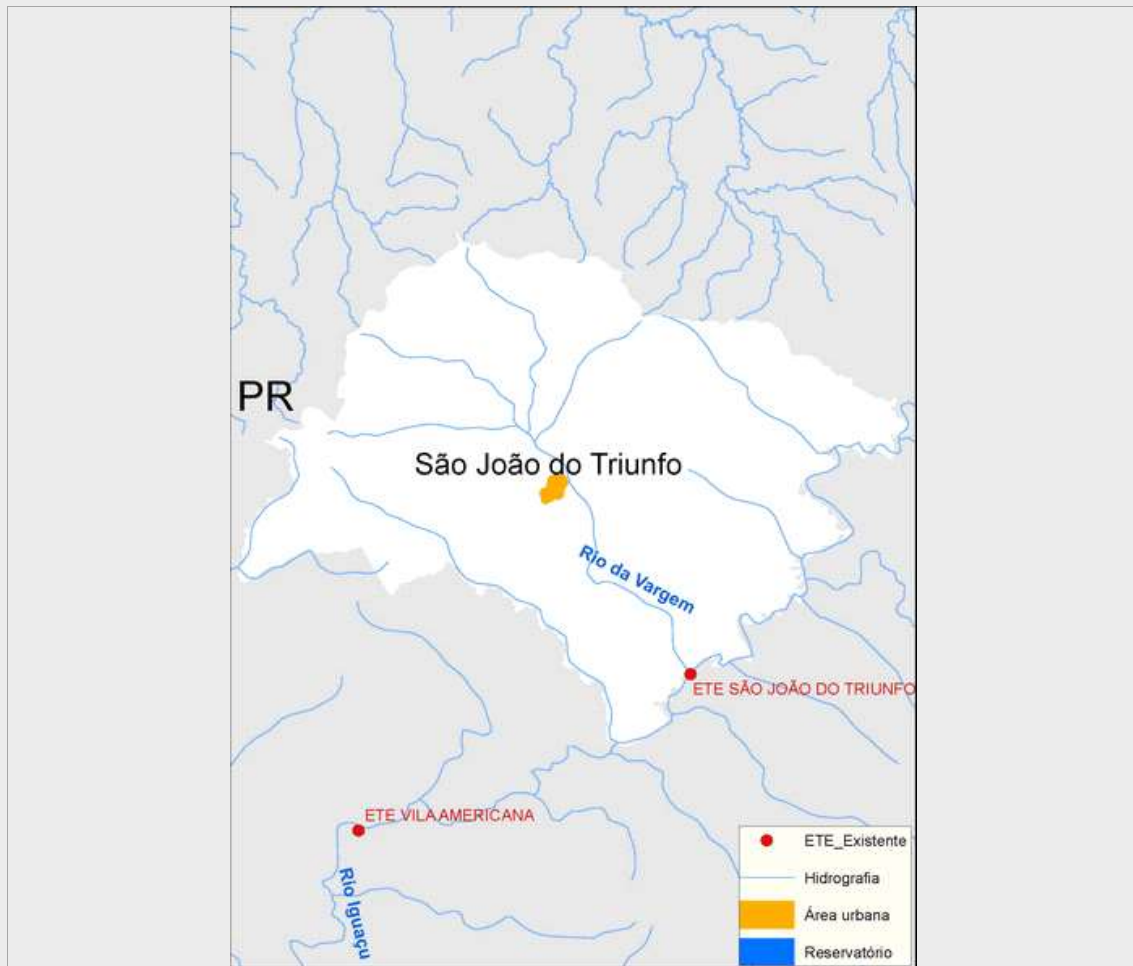 PR
São João do Triunfo
Rio da Vargem
ETE SÃO JOÃO DO TRIUNFO
ETE VILA AMERICANA
Rio Iguaçu
ETE_Existente
Hidrografia
Área urbana
Reservatório